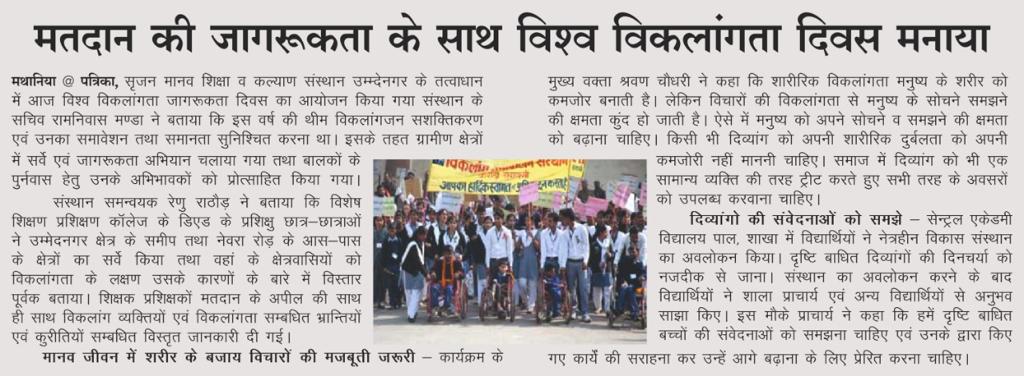 मतदान की जागरूकता के साथ विश्व विकलांगता दिवस मनाया
मथानिया @ पत्रिका, सृजन मानव शिक्षा व कल्याण संस्थान उम्म्देनगर के तत्वाधान
में आज विश्व विकलांगता जागरूकता दिवस का आयोजन किया गया संस्थान के
सचिव रामनिवास मण्डा ने बताया कि इस वर्ष की थीम विकलांगजन सशक्तिकरण
एवं उनका समावेशन तथा समानता सुनिश्चित करना था। इसके तहत ग्रामीण क्षेत्रों
में सर्वे एवं जागरूकता अभियान चलाया गया तथा बालकों के
पुर्नवास हेतु उनके अभिभावकों को प्रोत्साहित किया गया।
संस्थान समन्वयक रेणु राठौड़ ने बताया कि विशेष
शिक्षण प्रशिक्षण कॉलेज के डिएड के प्रशिक्षु छात्र–छात्राओं
ने उम्मेदनगर क्षेत्र के समीप तथा नेवरा रोड़ के आस–पास
के क्षेत्रों का सर्वे किया तथा वहां के क्षेत्रवासियों को
विकलांगता के लक्षण उसके कारणों के बारे में विस्तार
पूर्वक बताया। शिक्षक प्रशिक्षकों मतदान के अपील की साथ
ही साथ विकलांग व्यक्तियों एवं विकलांगता सम्बधित भ्रान्तियों
एवं कुरीतियों सम्बधित विस्तृत जानकारी दी गई।
मानव जीवन में शरीर के बजाय विचारों की मजबूती जरूरी – कार्यक्रम के
मुख्य वक्ता श्रवण चौधरी ने कहा कि शारीरिक विकलांगता मनुष्य के शरीर को
कमजोर बनाती है। लेकिन विचारों की विकलांगता से मनुष्य के सोचने समझने
की क्षमता कुंद हो जाती है। ऐसे में मनुष्य को अपने सोचने व समझने की क्षमता
को बढ़ाना चाहिए। किसी भी दिव्यांग को अपनी शारीरिक दुर्बलता को अपनी
कमजोरी नहीं माननी चाहिए। समाज में दिव्यांग को भी एक
सामान्य व्यक्ति की तरह ट्रीट करते हुए सभी तरह के अवसरों
को उपलब्ध करवाना चाहिए।
दिव्यांगो की संवेदनाओं को समझे – सेन्ट्रल एकेडमी
विद्यालय पाल, शाखा में विद्यार्थियों ने नेत्रहीन विकास संस्थान
का अवलोकन किया। दृष्टि बाधित दिव्यांगों की दिनचर्या को
नजदीक से जाना। संस्थान का अवलोकन करने के बाद
विद्यार्थियों ने शाला प्राचार्य एवं अन्य विद्यार्थियों से अनुभव
साझा किए। इस मौके प्राचार्य ने कहा कि हमें दृष्टि बाधित
बच्चों की संवेदनाओं को समझना चाहिए एवं उनके द्वारा किए
गए कार्यें की सराहना कर उन्हें आगे बढ़ाना के लिए प्रेरित करना चाहिए।